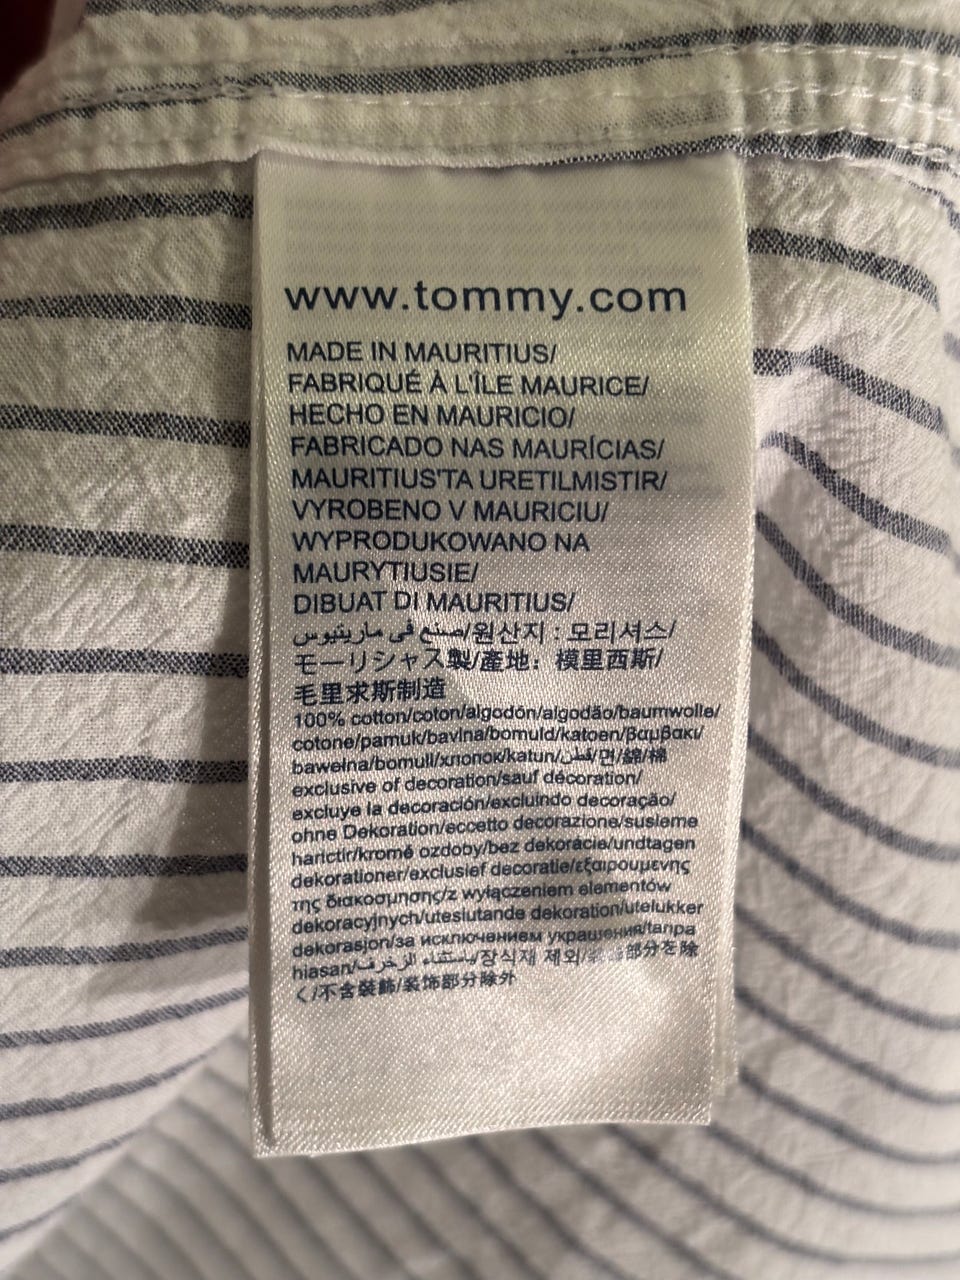 www.tommy.com
MADE IN MAURITIUS/
FABRIQUÉ À L'ÎLE MAURICE/
HECHO EN MAURICIO/
FABRICADO NAS MAURÍCIAS/
MAURITIUS'TA URETILMISTIR/
VYROBENO V MAURICIU/
WYPRODUKOWANO NA
MAURYTIUSIE/
DIBUAT DI MAURITIUS/
صنع في ماريتيوس/원산지 : 모리셔스/
モーリシャス製/產地：模里西斯/
毛里求斯制造
100% cotton/coton/algodón/algodão/baumwolle/
cotone/pamuk/bavlna/bomuld/katoen/βαμβακι/
bawełna/bomull/хлопок/katun/قطن/면/綿/棉
exclusive of decoration/sauf décoration/
excluye la decoración/excluindo decoração/
ohne Dekoration/eccetto decorazione/susleme
harictir/kromě ozdoby/bez dekorácie/undtagen
dekorationer/exclusief decoratie/εξαιρουμενης
της διακοσμησης/z wyłączeniem elementów
dekoracyjnych/uteslutande dekoration/utelukker
dekorasjon/за исключением украшения/tanpa
hiasan/باستثناء الزخرف/장식재 제외/部分を除
く/不含裝飾/装饰部分除外